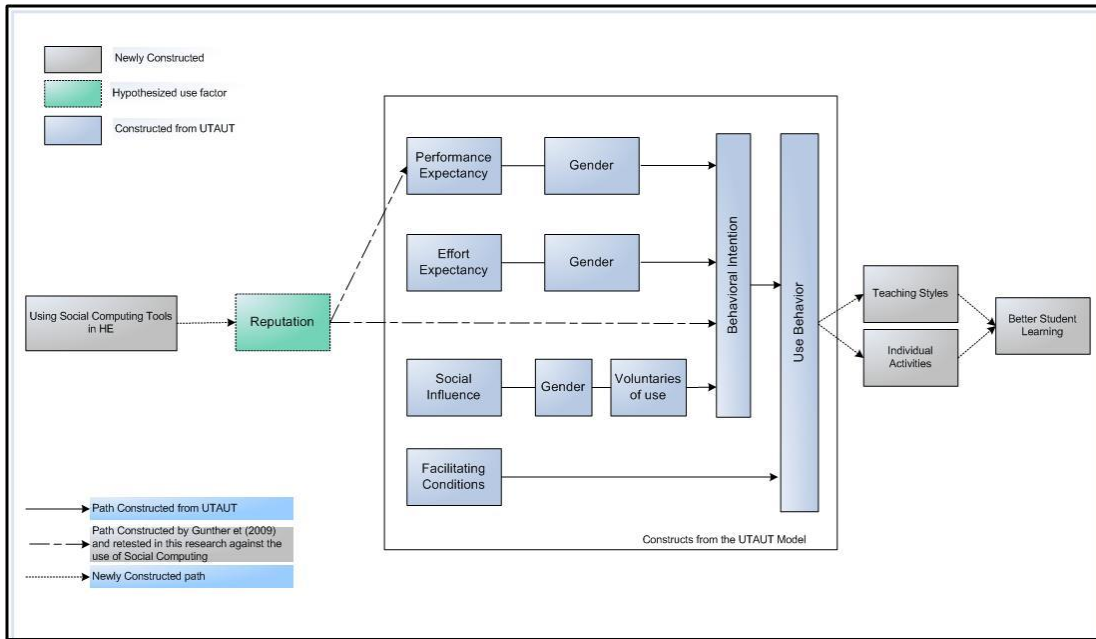 Newly Constructed
Hypothesized use factor
Constructed from UTAUT
Performance
Expectancy
Gender
Effort
Expectancy
Gender
Using Social Computing Tools
in HE
Reputation
Social
Influence
Gender
Voluntaries
of use
Facilitating
Conditions
Behavioral Intention
Use Behavior
Teaching Styles
Individual
Activities
Better Student
Learning
Constructs from the UTAUT Model
Path Constructed from UTAUT
Path Constructed by Gunther et (2009)
and retested in this research against the
use of Social Computing
Newly Constructed path